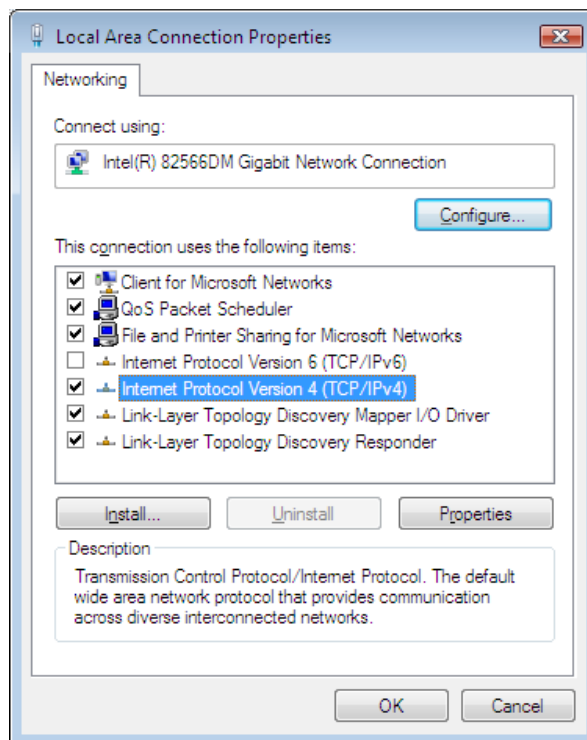 Local Area Connection Properties
Networking
Connect using:
Intel(R) 82566DM Gigabit Network Connection
Configure...
This connection uses the following items:
Client for Microsoft Networks
QoS Packet Scheduler
File and Printer Sharing for Microsoft Networks
Internet Protocol Version 6 (TCP/IPv6)
Internet Protocol Version 4 (TCP/IPv4)
Link-Layer Topology Discovery Mapper I/O Driver
Link-Layer Topology Discovery Responder
Install... Uninstall Properties
Description
Transmission Control Protocol/Internet Protocol. The default
wide area network protocol that provides communication
across diverse interconnected networks.
OK Cancel